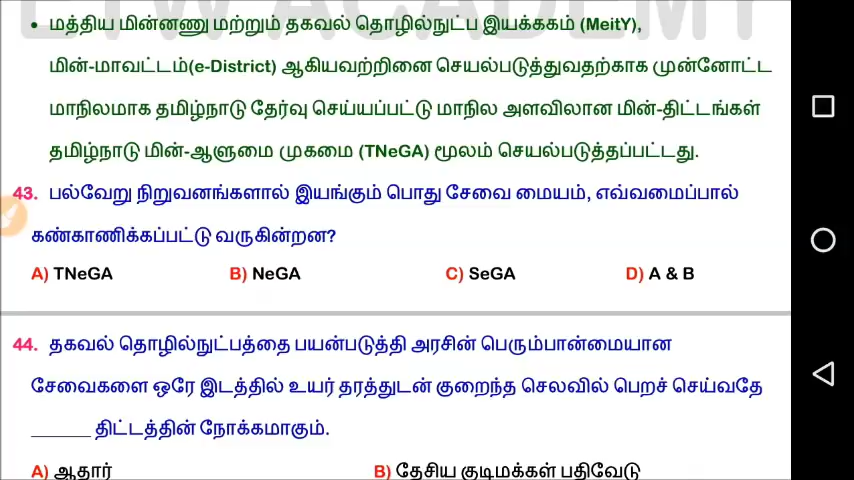 • மத்திய மின்னணு மற்றும் தகவல் தொழில்நுட்ப இயக்ககம் (MeitY),
மின்-மாவட்டம்(e-District) ஆகியவற்றினை செயல்படுத்துவதற்காக முன்னோட்ட
மாநிலமாக தமிழ்நாடு தேர்வு செய்யப்பட்டு மாநில அளவிலான மின்-திட்டங்கள்
தமிழ்நாடு மின்-ஆளுமை முகமை (TNeGA) மூலம் செயல்படுத்தப்பட்டது.
43. பல்வேறு நிறுவனங்களால் இயங்கும் பொது சேவை மையம், எவ்வமைப்பால்
கண்காணிக்கப்பட்டு வருகின்றன?
A) TNeGA B) NeGA C) SeGA D) A & B
44. தகவல் தொழில்நுட்பத்தை பயன்படுத்தி அரசின் பெரும்பான்மையான
சேவைகளை ஒரே இடத்தில் உயர் தரத்துடன் குறைந்த செலவில் பெறச் செய்வதே
______ திட்டத்தின் நோக்கமாகும்.
A) ஆதார் B) தேசிய குடிமக்கள் பதிவேடு